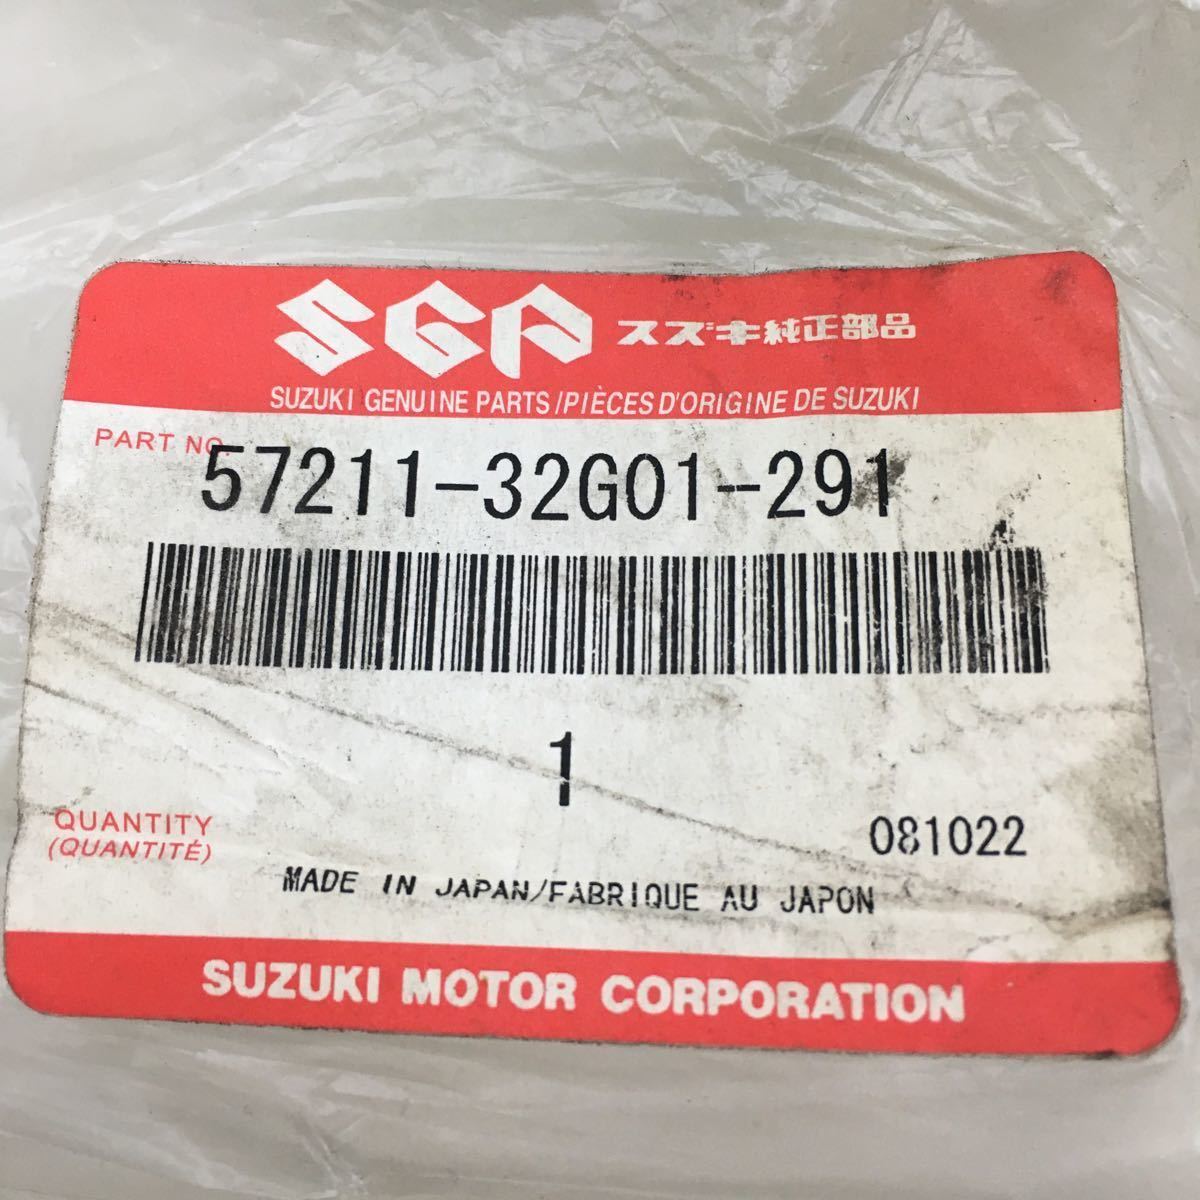 SGP スズキ純正部品
SUZUKI GENUINE PARTS/PIÈCES D'ORIGINE DE SUZUKI
PART NO.
57211-32G01-291
1
QUANTITY
(QUANTITÉ)
081022
MADE IN JAPAN/FABRIQUE AU JAPON
SUZUKI MOTOR CORPORATION